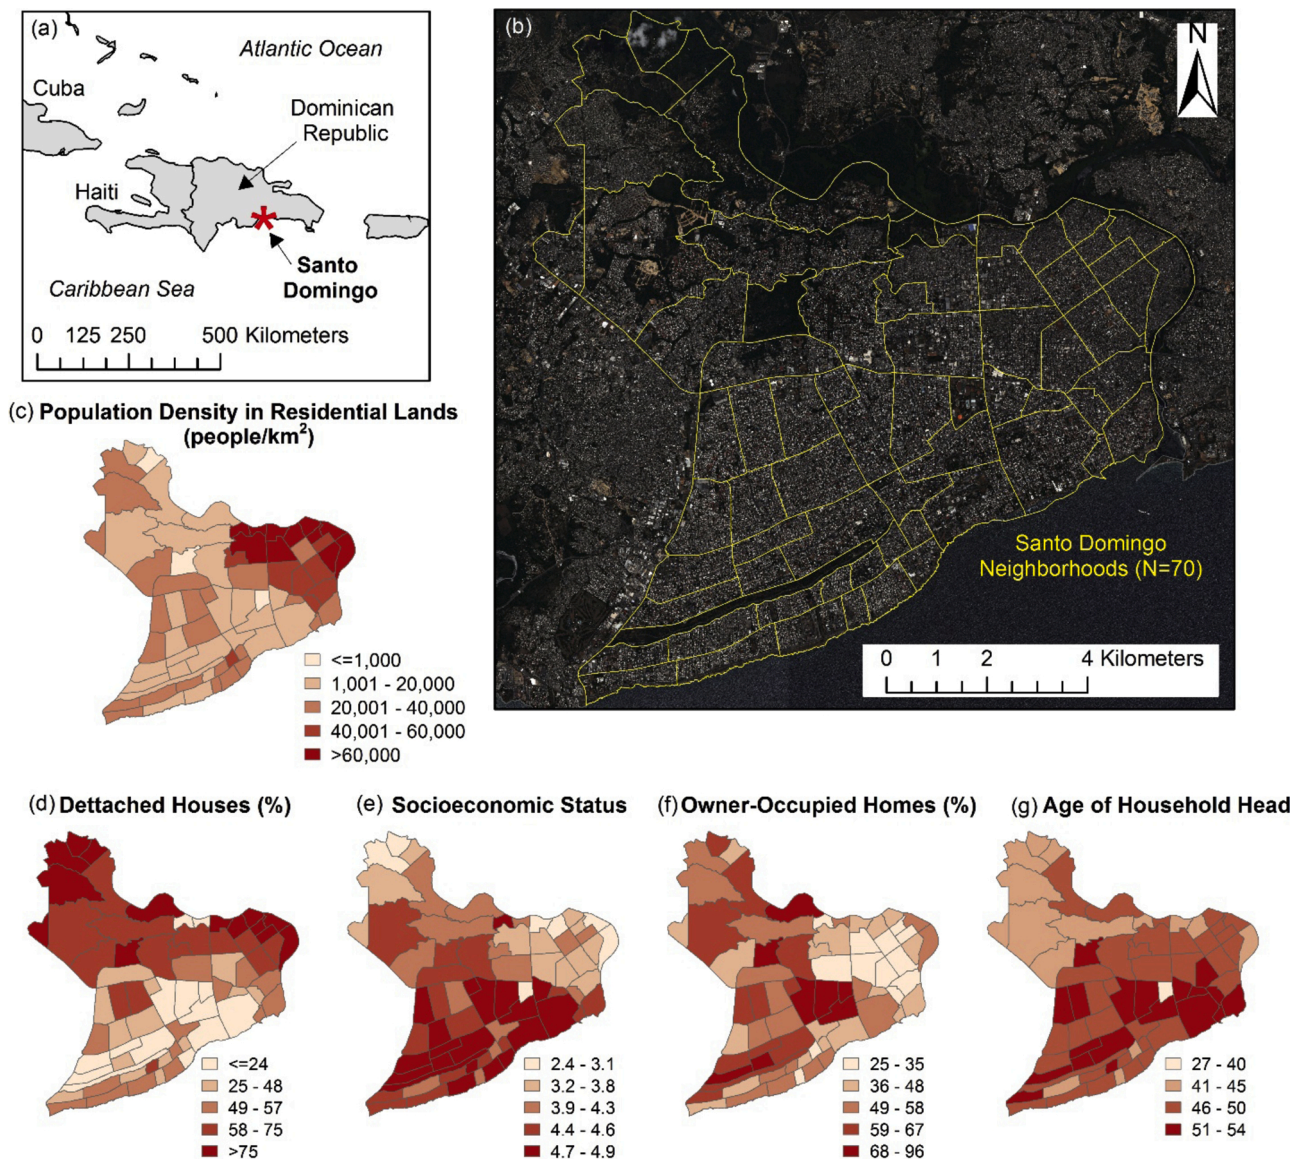 (a)
Atlantic Ocean
Cuba
Dominican
Republic
Haiti
Santo
Domingo
Caribbean Sea
0 125 250 500 Kilometers
(b)
N
Santo Domingo
Neighborhoods (N=70)
0 1 2 4 Kilometers
(c) Population Density in Residential Lands
(people/km²)
<=1,000
1,001 - 20,000
20,001 - 40,000
40,001 - 60,000
>60,000
(d) Dettached Houses (%)
<=24
25 - 48
49 - 57
58 - 75
>75
(e) Socioeconomic Status
2.4 - 3.1
3.2 - 3.8
3.9 - 4.3
4.4 - 4.6
4.7 - 4.9
(f) Owner-Occupied Homes (%)
25 - 35
36 - 48
49 - 58
59 - 67
68 - 96
(g) Age of Household Head
27 - 40
41 - 45
46 - 50
51 - 54